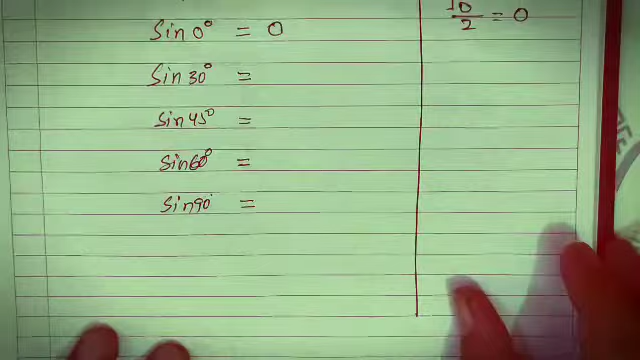 Sin 0° = 0
Sin 30° =
Sin 45° =
Sin 60° =
Sin 90 =
√0/2 = 0